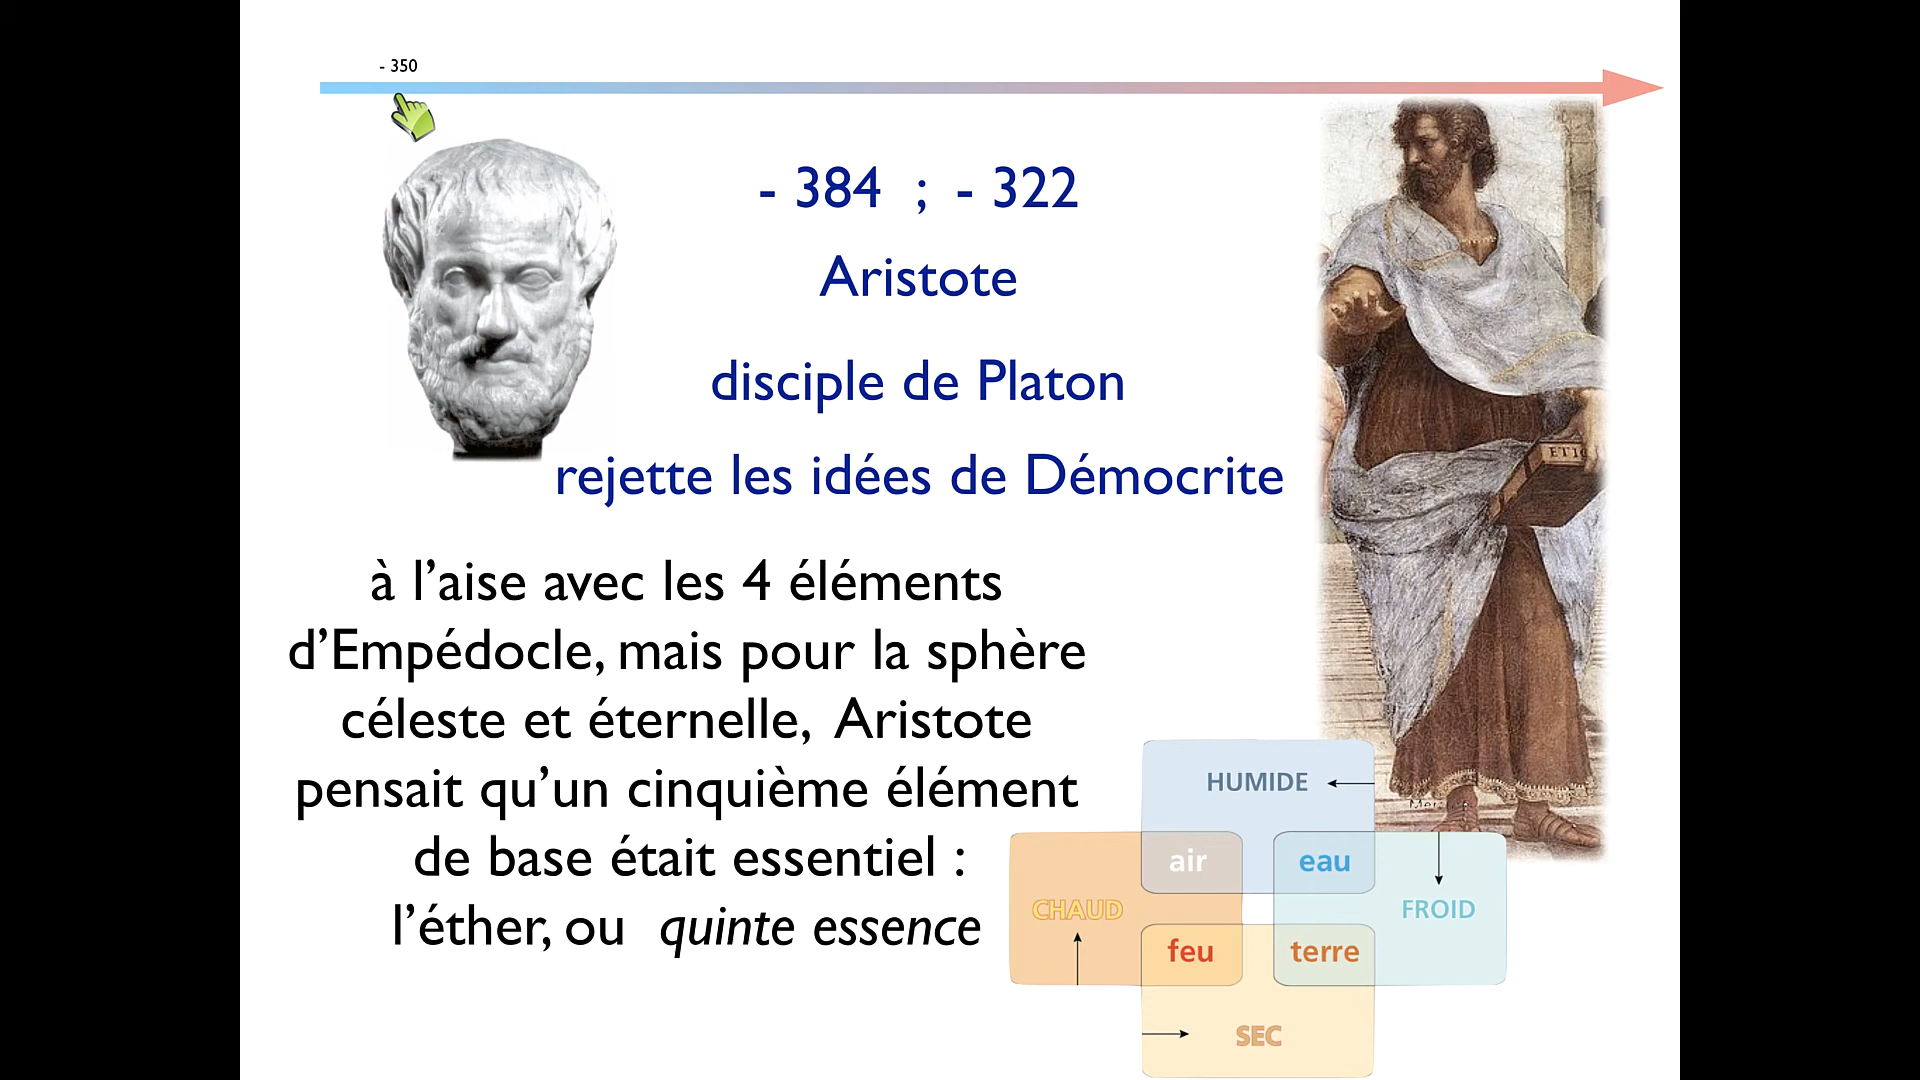 - 350
- 384 ; - 322
Aristote
disciple de Platon
rejette les idées de Démocrite
ETIC
à l’aise avec les 4 éléments
d’Empédocle, mais pour la sphère
céleste et éternelle, Aristote
pensait qu’un cinquième élément
de base était essentiel :
l’éther, ou quinte essence
HUMIDE
air
eau
CHAUD
FROID
feu
terre
SEC